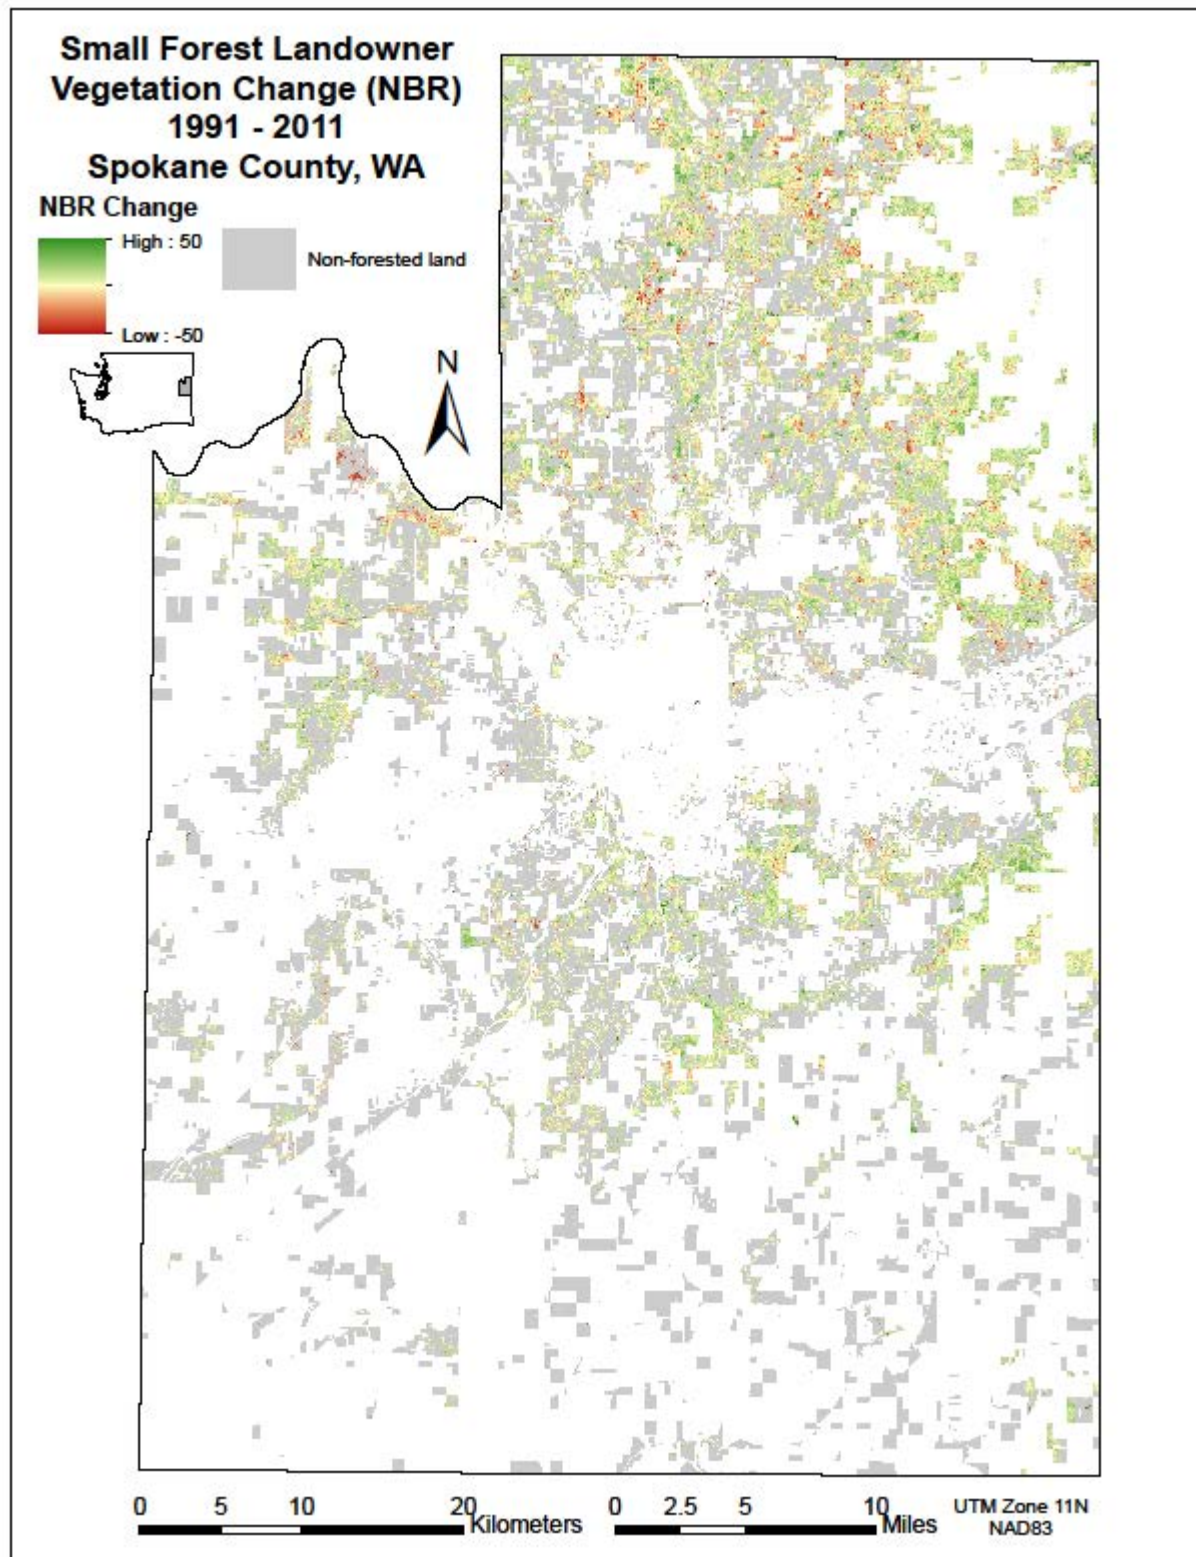 Small Forest Landowner
Vegetation Change (NBR)
1991 - 2011
Spokane County, WA
NBR Change
High : 50
Non-forested land
Low : -50
N
0 5 10 20 Kilometers 0 2.5 5 10 Miles
UTM Zone 11N
NAD83